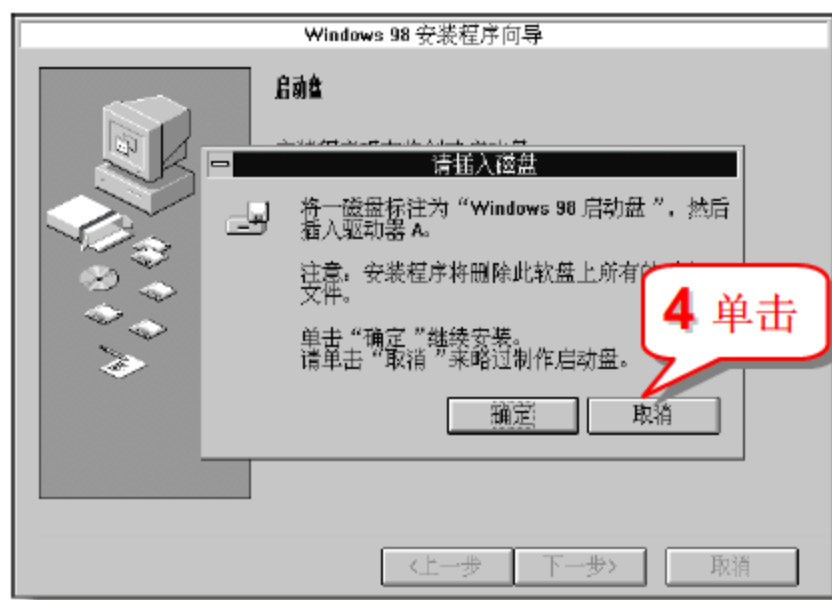 Windows 98 安装程序向导
启动盘
请插入磁盘
将一磁盘标注为“Windows 98 启动盘”，然后
插入驱动器 A。
注意：安装程序将删除此软盘上所有的
文件。
单击“确定”继续安装。
请单击“取消”来略过制作启动盘。
4 单击
确定
取消
<上一步
下一步>
取消